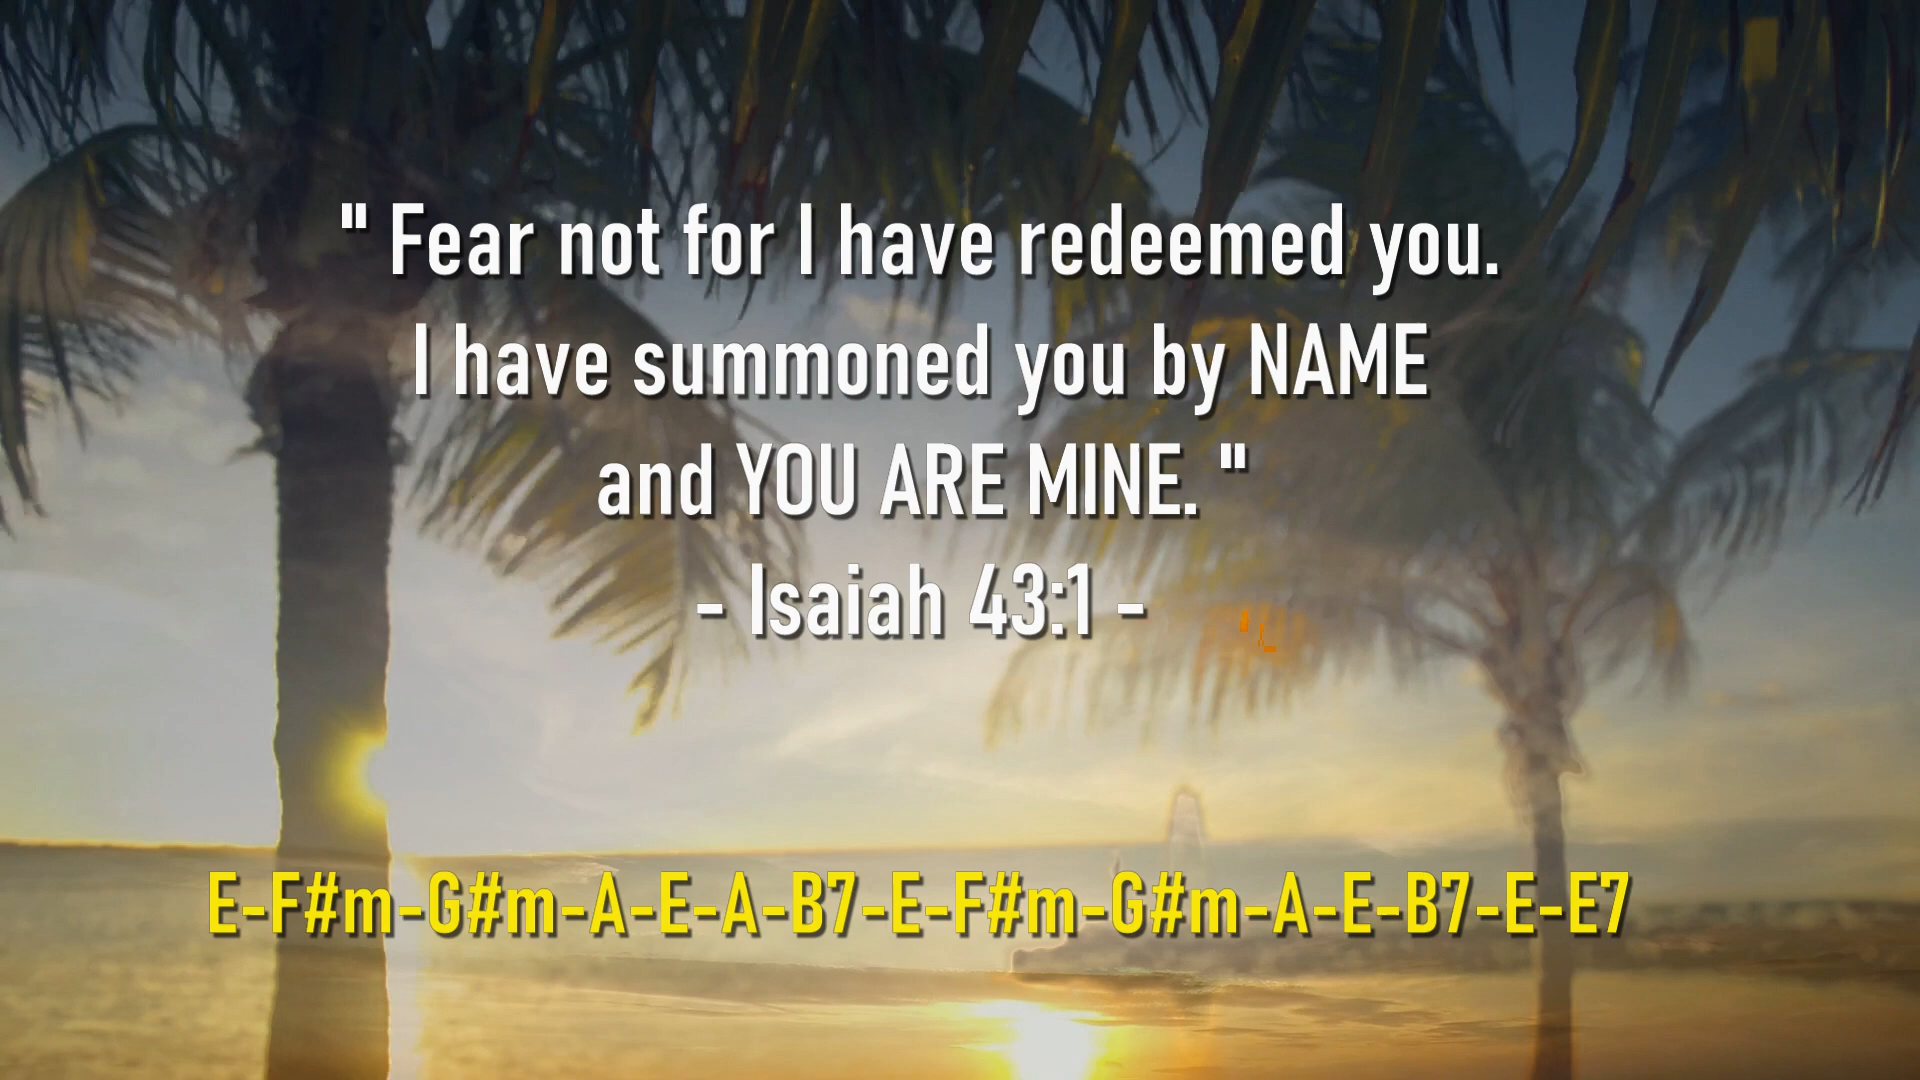 " Fear not for I have redeemed you.
I have summoned you by NAME
and YOU ARE MINE. "
- Isaiah 43:1 -
E-F#m-G#m-A-E-A-B7-E-F#m-G#m-A-E-B7-E-E7